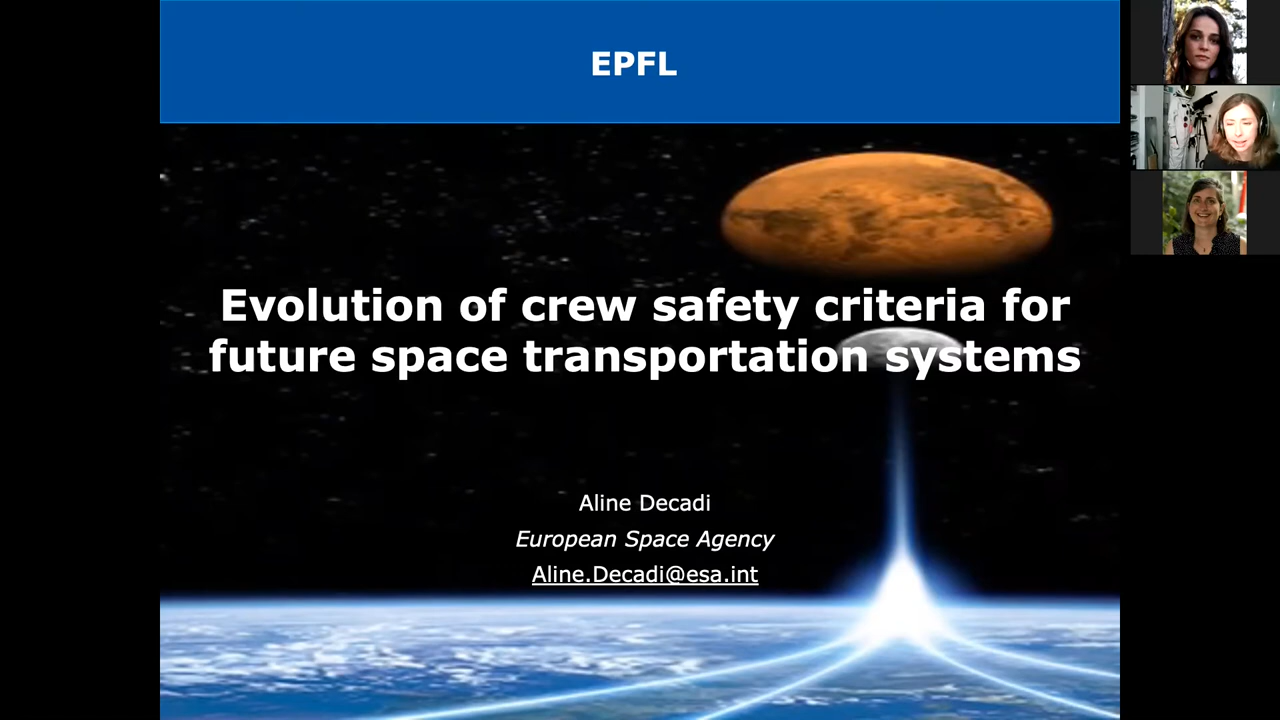 EPFL
Evolution of crew safety criteria for
future space transportation systems
Aline Decadi
European Space Agency
Aline.Decadi@esa.int